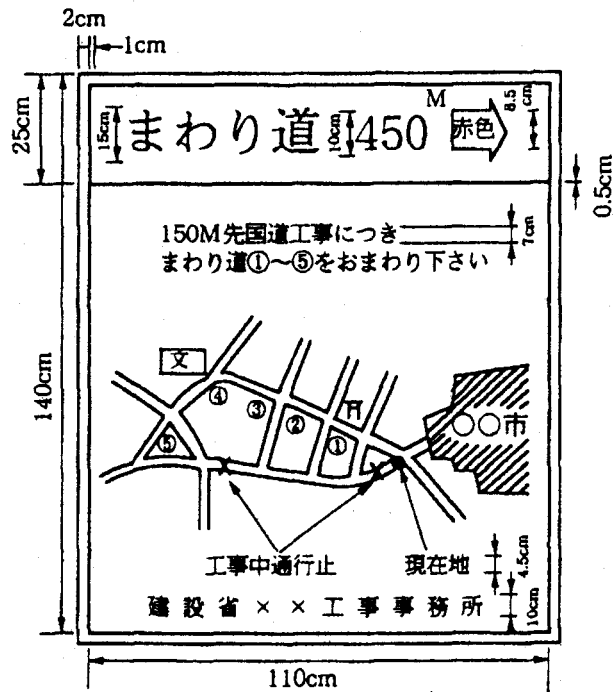 2cm
1cm
25cm
15cm
まわり道
10cm
450M
赤色
8.5cm
0.5cm
150M先国道工事につき
7cm
まわり道①〜⑤をおまわり下さい
140cm
文
④
③
②
①
⑤
○○市
工事中通行止
現在地
4.5cm
建設省××工事事務所
10cm
110cm